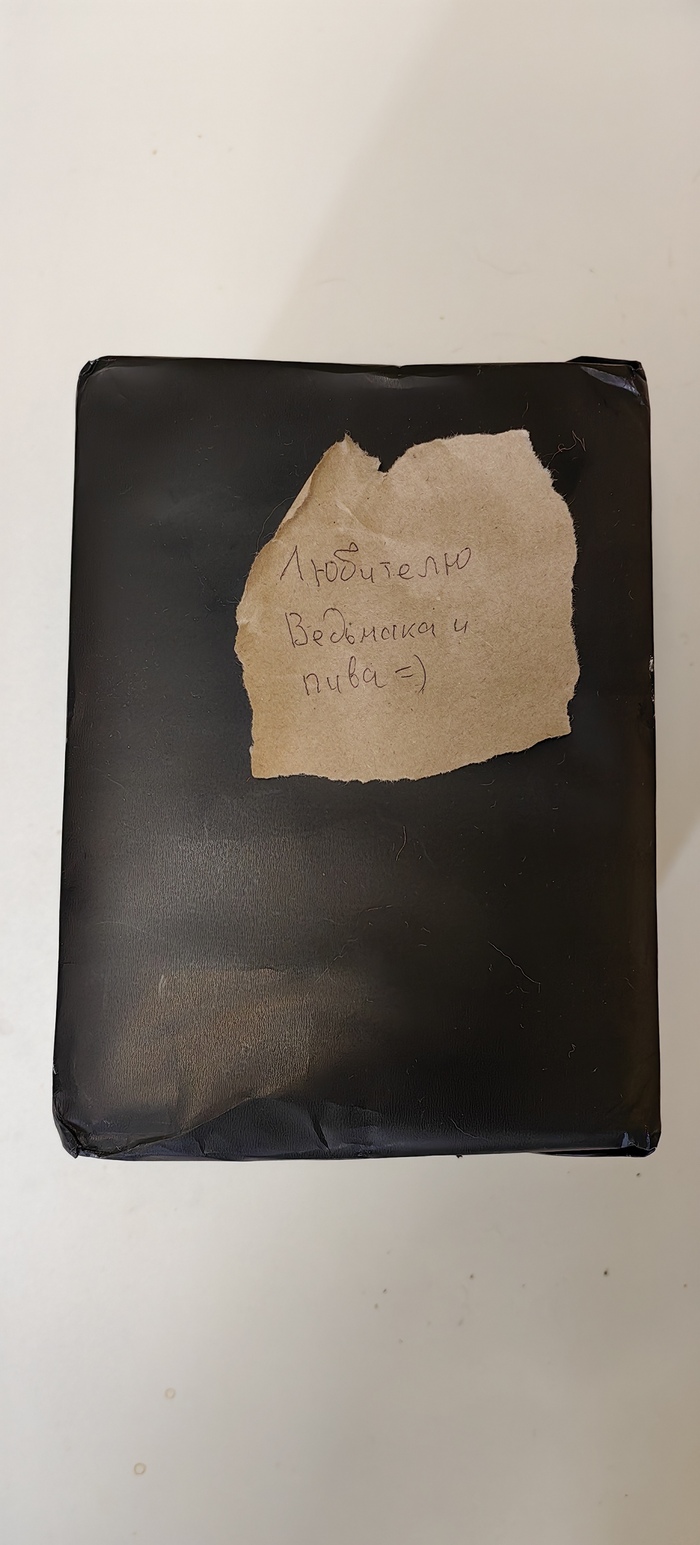 Любителю
Ведьмака и
пива =)